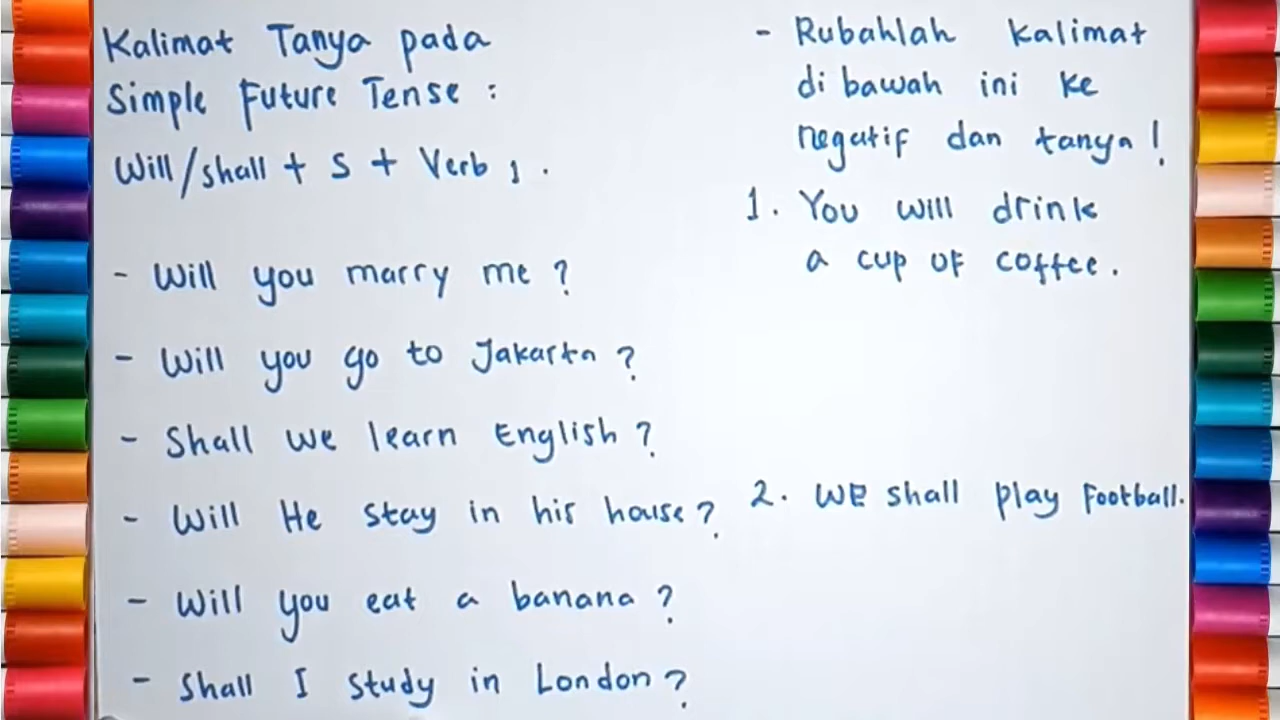 Kalimat Tanya pada
Simple Future Tense :
Will/shall + S + Verb 1.
- Will you marry me ?
- Will you go to Jakarta ?
- Shall we learn English ?
- Will He stay in his house ?
- Will you eat a banana ?
- Shall I study in London ?
- Rubahlah kalimat
di bawah ini ke
negatif dan tanya !
1. You will drink
a cup of coffee.
2. WE shall play Football.